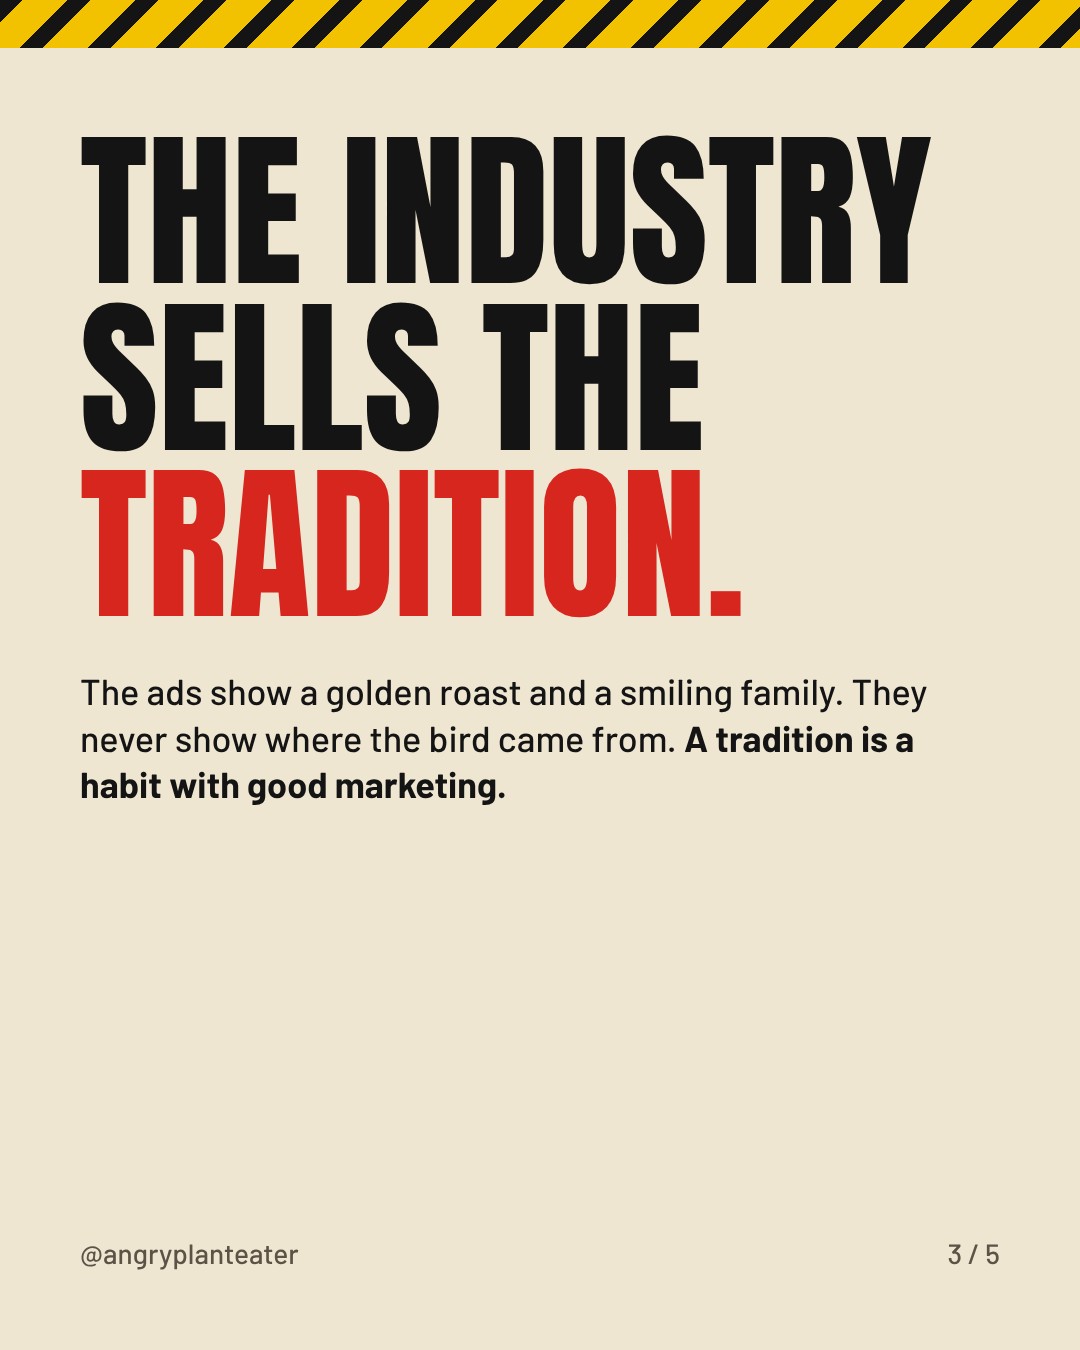 THE INDUSTRY
SELLS THE
TRADITION.
The ads show a golden roast and a smiling family. They
never show where the bird came from. A tradition is a
habit with good marketing.
@angryplanteater
3 / 5